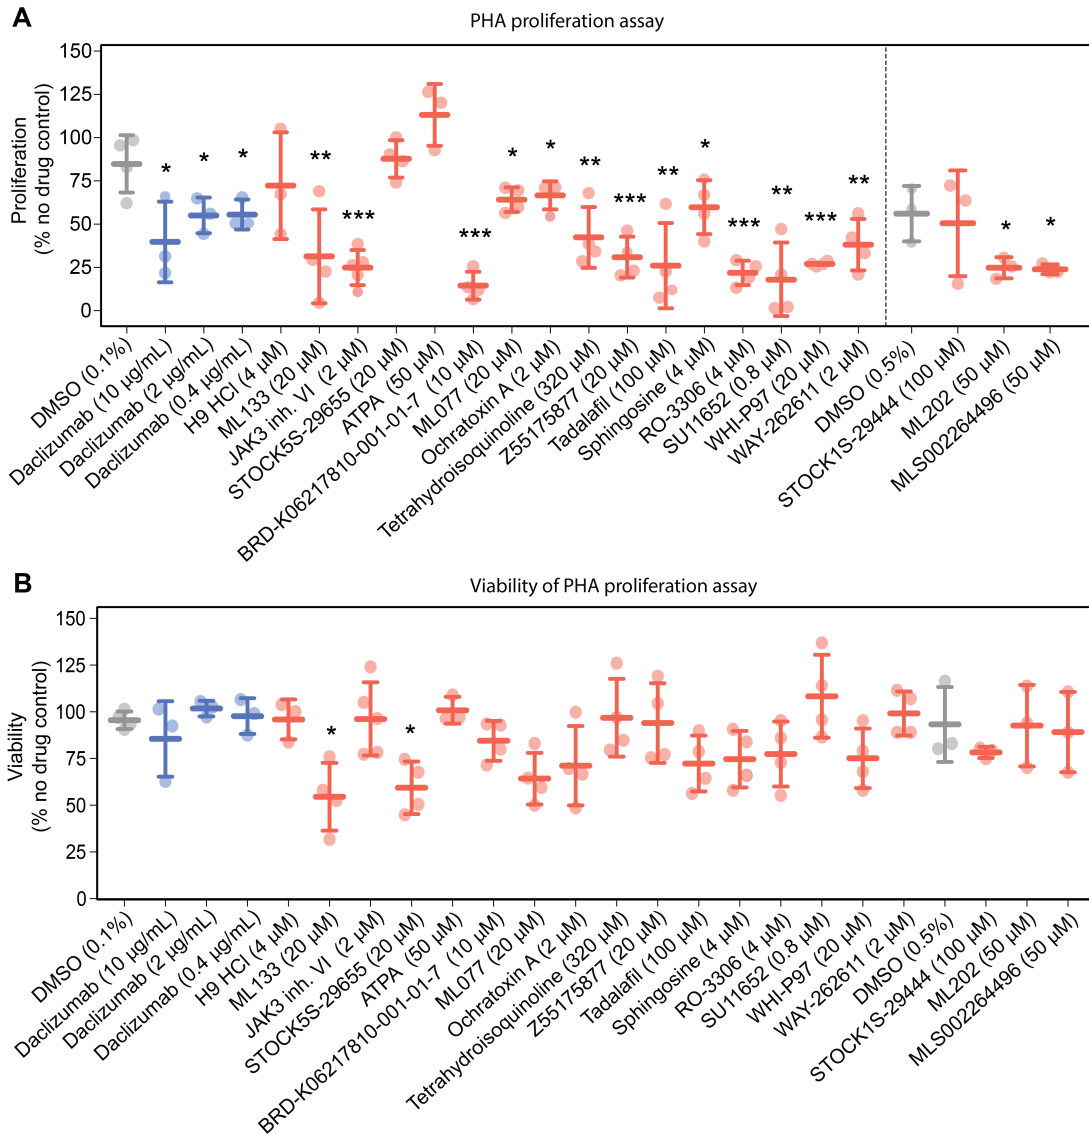 A
PHA proliferation assay
Proliferation
(% no drug control)
150
125
100
75
50
25
0
*
*
*
**
***
***
*
*
**
***
**
*
***
**
***
**
*
*
DMSO (0.1%)
Daclizumab (10 µg/mL)
Daclizumab (2 µg/mL)
Daclizumab (0.4 µg/mL)
H9 HCl (4 µM)
ML133 (20 µM)
JAK3 inh. VI (2 µM)
STOCK5S-29655 (20 µM)
ATPA (50 µM)
BRD-K06217810-001-01-7 (10 µM)
ML077 (20 µM)
Ochratoxin A (2 µM)
Tetrahydroisoquinoline (320 µM)
Z55175877 (20 µM)
Tadalafil (100 µM)
Sphingosine (4 µM)
RO-3306 (4 µM)
SU11652 (0.8 µM)
WHI-P97 (20 µM)
WAY-262611 (2 µM)
DMSO (0.5%)
STOCK1S-29444 (100 µM)
ML202 (50 µM)
MLS002264496 (50 µM)
B
Viability of PHA proliferation assay
Viability
(% no drug control)
150
125
100
75
50
25
0
*
*
DMSO (0.1%)
Daclizumab (10 µg/mL)
Daclizumab (2 µg/mL)
Daclizumab (0.4 µg/mL)
H9 HCl (4 µM)
ML133 (20 µM)
JAK3 inh. VI (2 µM)
STOCK5S-29655 (20 µM)
ATPA (50 µM)
BRD-K06217810-001-01-7 (10 µM)
ML077 (20 µM)
Ochratoxin A (2 µM)
Tetrahydroisoquinoline (320 µM)
Z55175877 (20 µM)
Tadalafil (100 µM)
Sphingosine (4 µM)
RO-3306 (4 µM)
SU11652 (0.8 µM)
WHI-P97 (20 µM)
WAY-262611 (2 µM)
DMSO (0.5%)
STOCK1S-29444 (100 µM)
ML202 (50 µM)
MLS002264496 (50 µM)